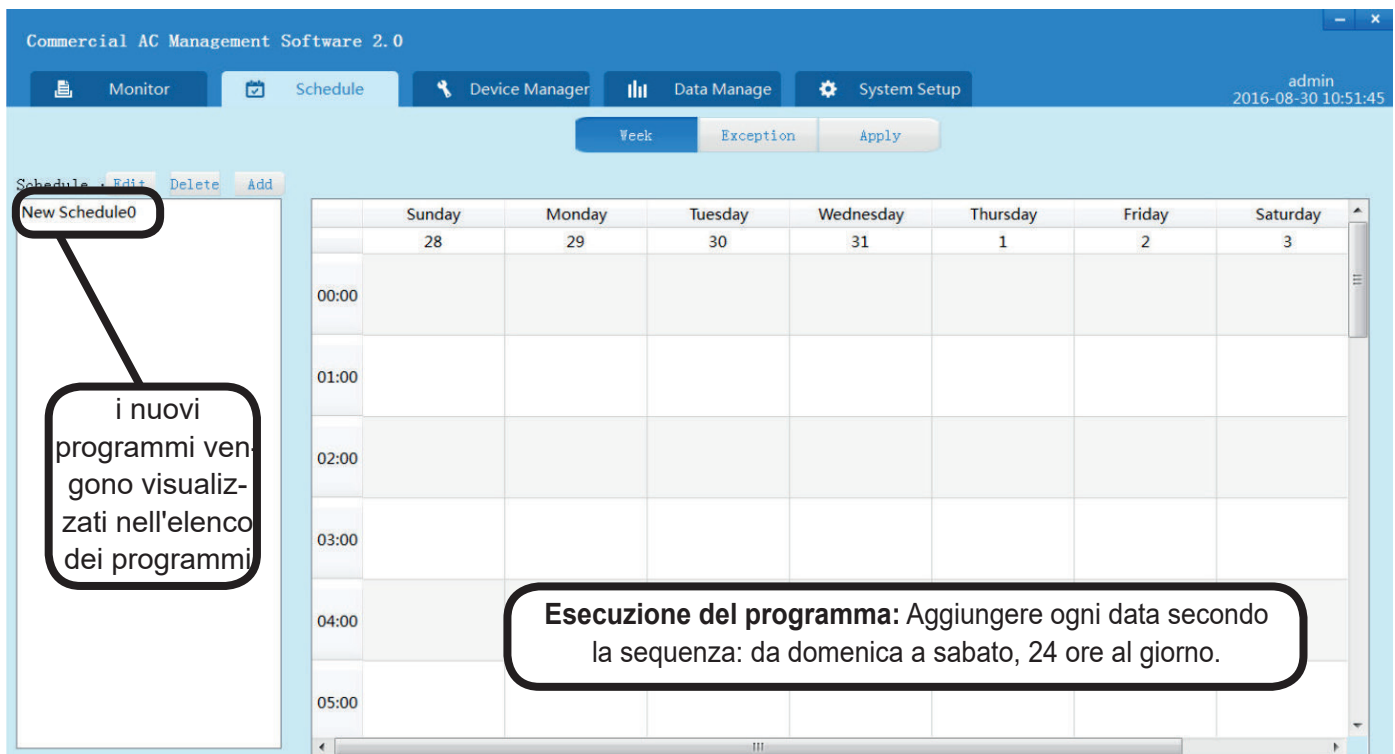 Commercial AC Management Software 2.0
Monitor Schedule Device Manager Data Manage System Setup
admin
2016-08-30 10:51:45
Week Exception Apply
Schedule : Edit Delete Add
New Schedule0
Sunday Monday Tuesday Wednesday Thursday Friday Saturday
28 29 30 31 1 2 3
00:00
01:00
i nuovi
programmi ven-
gono visualiz-
zati nell'elenco
dei programmi
02:00
03:00
04:00
05:00
Esecuzione del programma: Aggiungere ogni data secondo
la sequenza: da domenica a sabato, 24 ore al giorno.